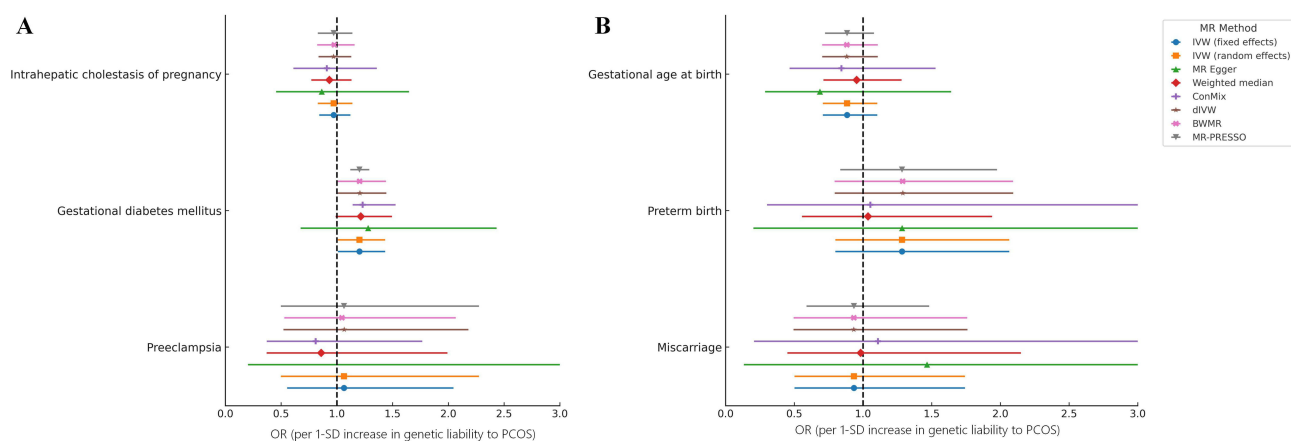 A
Intrahepatic cholestasis of pregnancy
Gestational diabetes mellitus
Preeclampsia
0.0 0.5 1.0 1.5 2.0 2.5 3.0
OR (per 1-SD increase in genetic liability to PCOS)
B
Gestational age at birth
Preterm birth
Miscarriage
0.0 0.5 1.0 1.5 2.0 2.5 3.0
OR (per 1-SD increase in genetic liability to PCOS)
MR Method
IVW (fixed effects)
IVW (random effects)
MR Egger
Weighted median
ConMix
dIVW
BWMR
MR-PRESSO